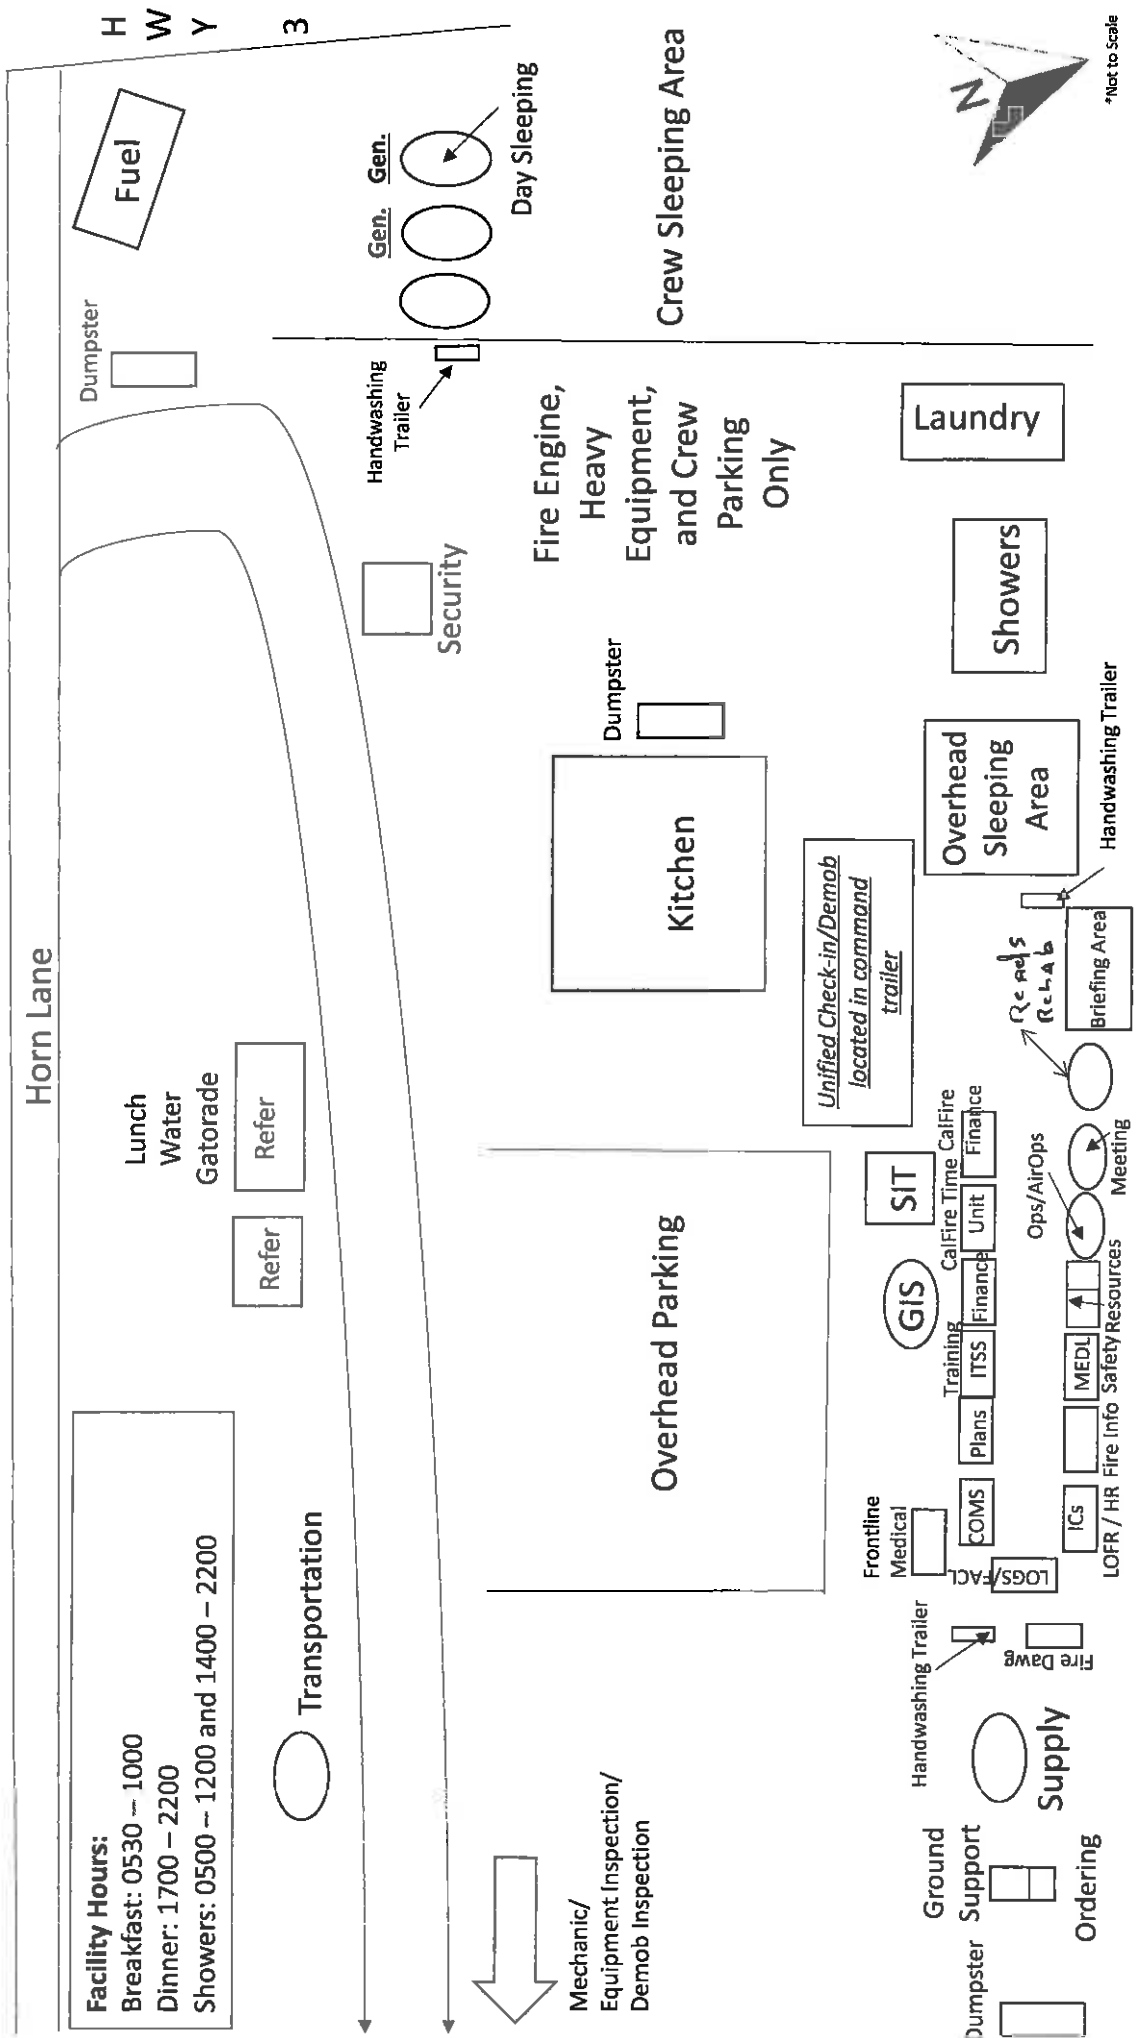 Horn Lane
H
W
Y
3
Facility Hours:
Breakfast: 0530 – 1000
Dinner: 1700 – 2200
Showers: 0500 – 1200 and 1400 – 2200
Lunch
Water
Gatorade
Refer
Refer
Dumpster
Fuel
Transportation
Security
Handwashing
Trailer
Gen.
Gen.
Day Sleeping
Mechanic/
Equipment Inspection/
Demob Inspection
Overhead Parking
Kitchen
Dumpster
Fire Engine,
Heavy
Equipment,
and Crew
Parking
Only
Crew Sleeping Area
Unified Check-in/Demob
located in command
trailer
Frontline
Medical
GIS
SIT
Laundry
Showers
Overhead
Sleeping
Area
Handwashing Trailer
Training
CalFire Time
CalFire
COMS
Plans
ITSS
Finance
Unit
Finance
Dumpster
Ground
Support
Ordering
Supply
Handwashing Trailer
Fire Dawg
LOGS/FACL
ICs
MEDL
LOFR / HR
Fire Info
Safety
Resources
Ops/AirOps
Meeting
Reads
Rehab
Briefing Area
N
*Not to Scale